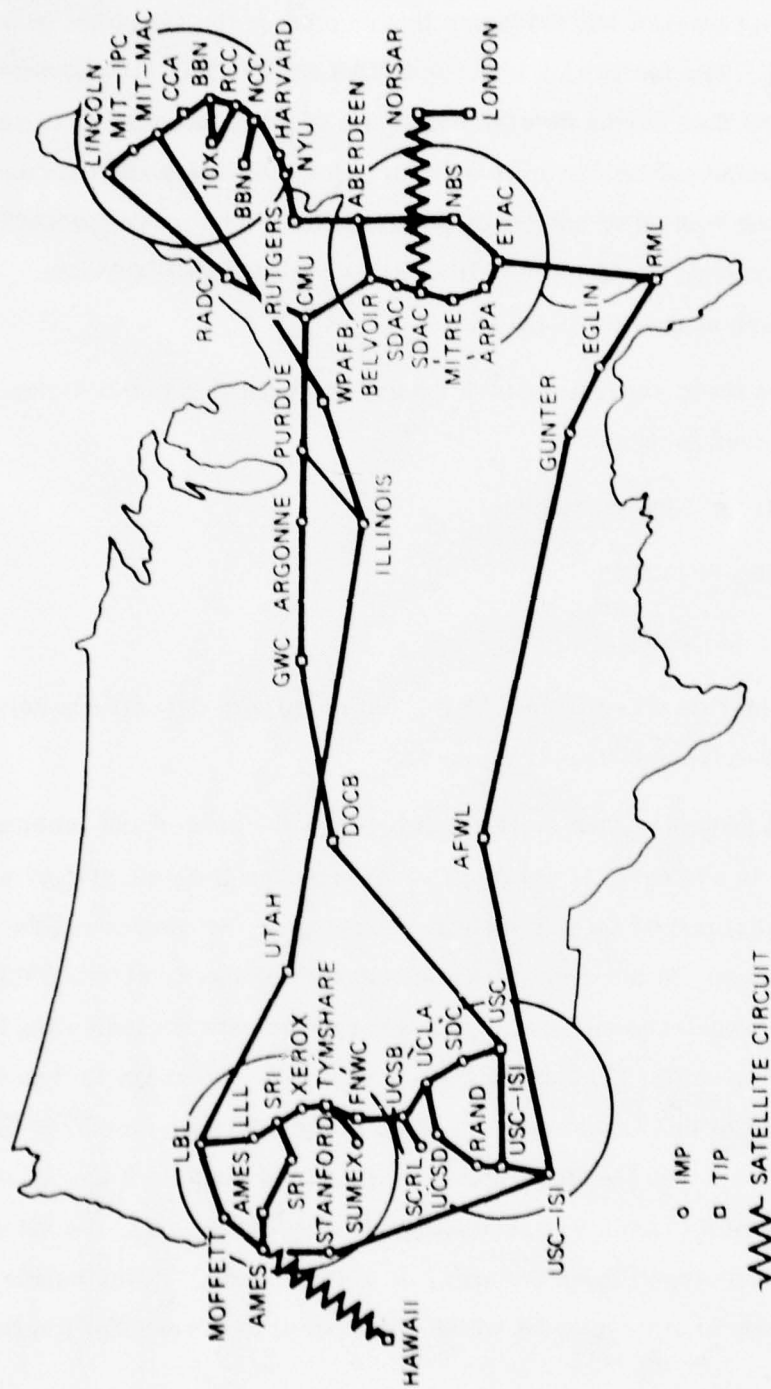 LBL
MOFFETT
LLL
AMES
SRI
XEROX
TYMSHARE
AMES
SRI
STANFORD
FNWC
SUMEX
UCSB
HAWAII
SCRL
UCLA
UCSD
SDC
RAND
USC
USC-ISI
USC-ISI
UTAH
DOCB
AFWL
GWC
ARGONNE
PURDUE
ILLINOIS
WPAFB
CMU
RUTGERS
RADC
LINCOLN
MIT-IPC
MIT-MAC
CCA
BBN
RCC
NCC
10X
BBN
HARVARD
NYU
ABERDEEN
BELVOIR
SDAC
SDAC
MITRE
ARPA
NBS
ETAC
NORSAR
LONDON
GUNTER
EGLIN
RML
IMP
TIP
SATELLITE CIRCUIT